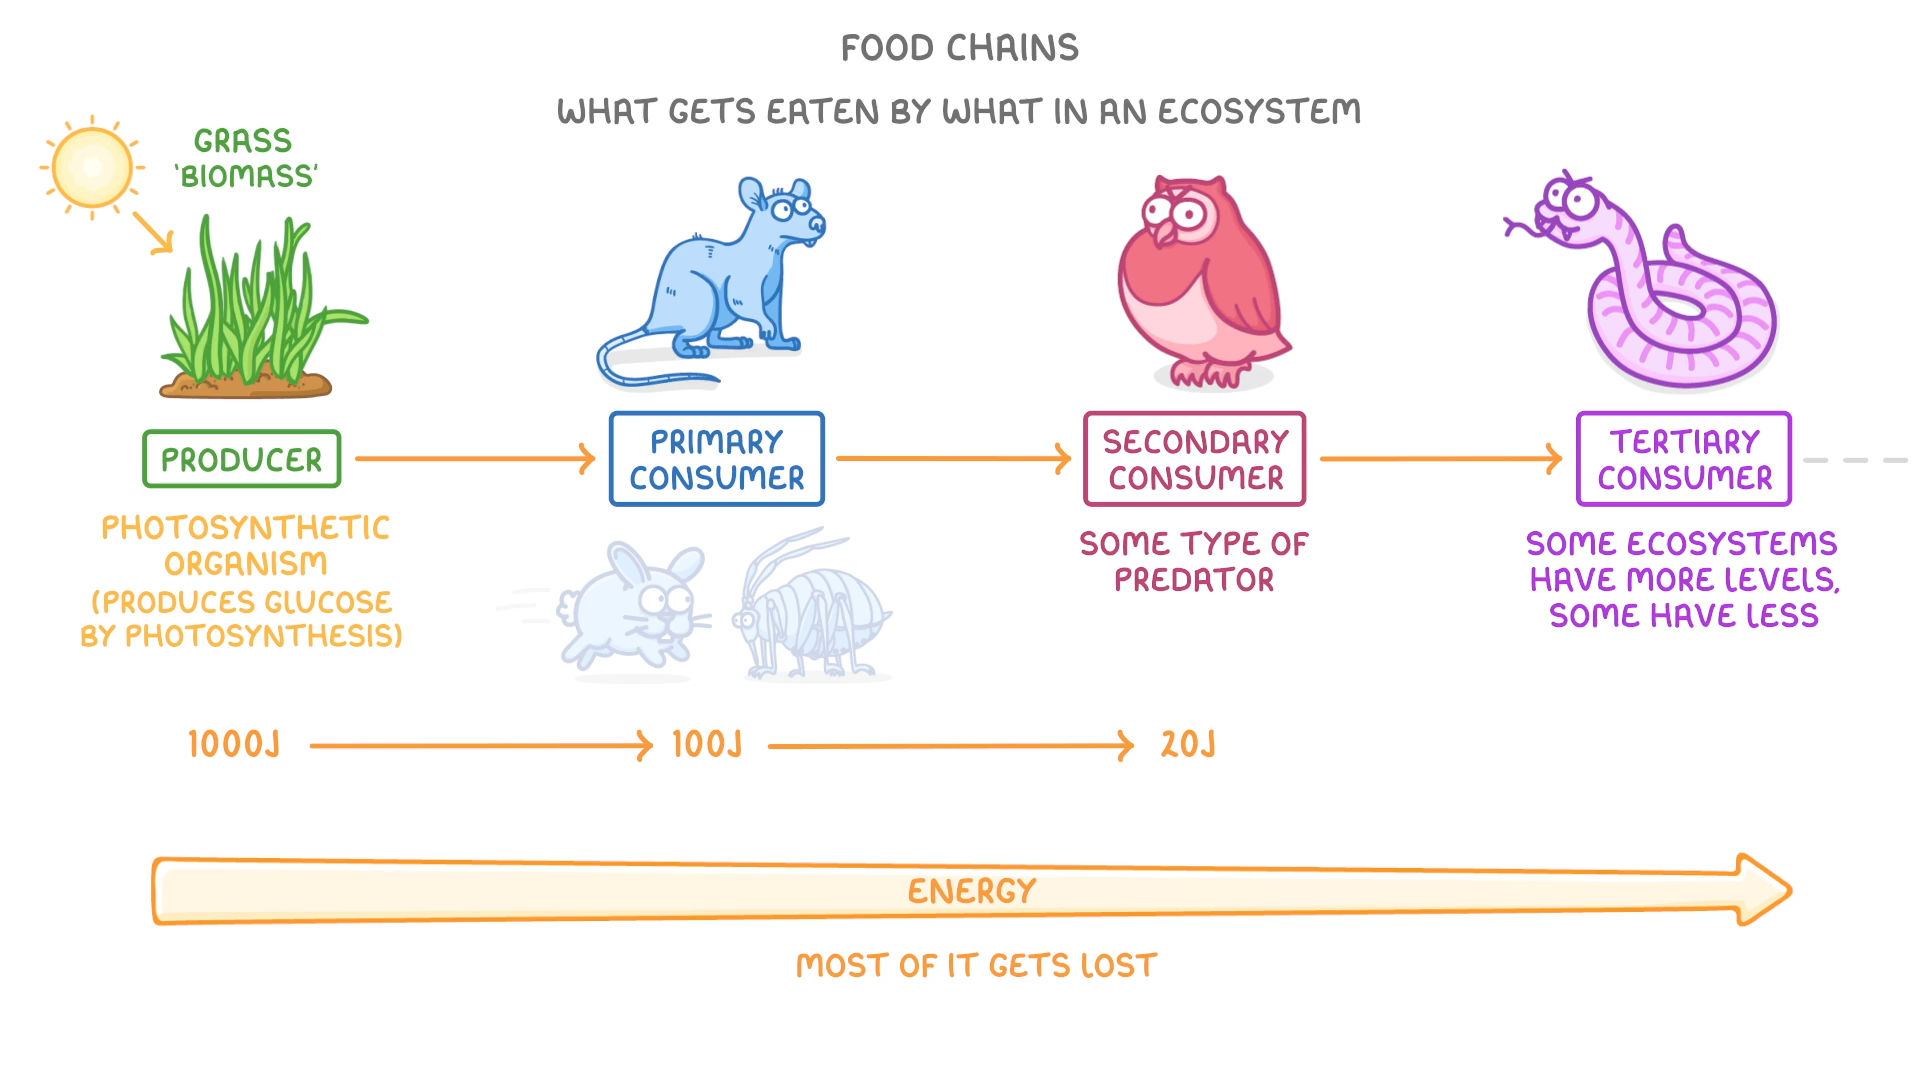 FOOD CHAINS
WHAT GETS EATEN BY WHAT IN AN ECOSYSTEM
GRASS
'BIOMASS'
PRODUCER
PRIMARY
CONSUMER
SECONDARY
CONSUMER
TERTIARY
CONSUMER
PHOTOSYNTHETIC
ORGANISM
(PRODUCES GLUCOSE
BY PHOTOSYNTHESIS)
SOME TYPE OF
PREDATOR
SOME ECOSYSTEMS
HAVE MORE LEVELS,
SOME HAVE LESS
1000J
100J
20J
ENERGY
MOST OF IT GETS LOST